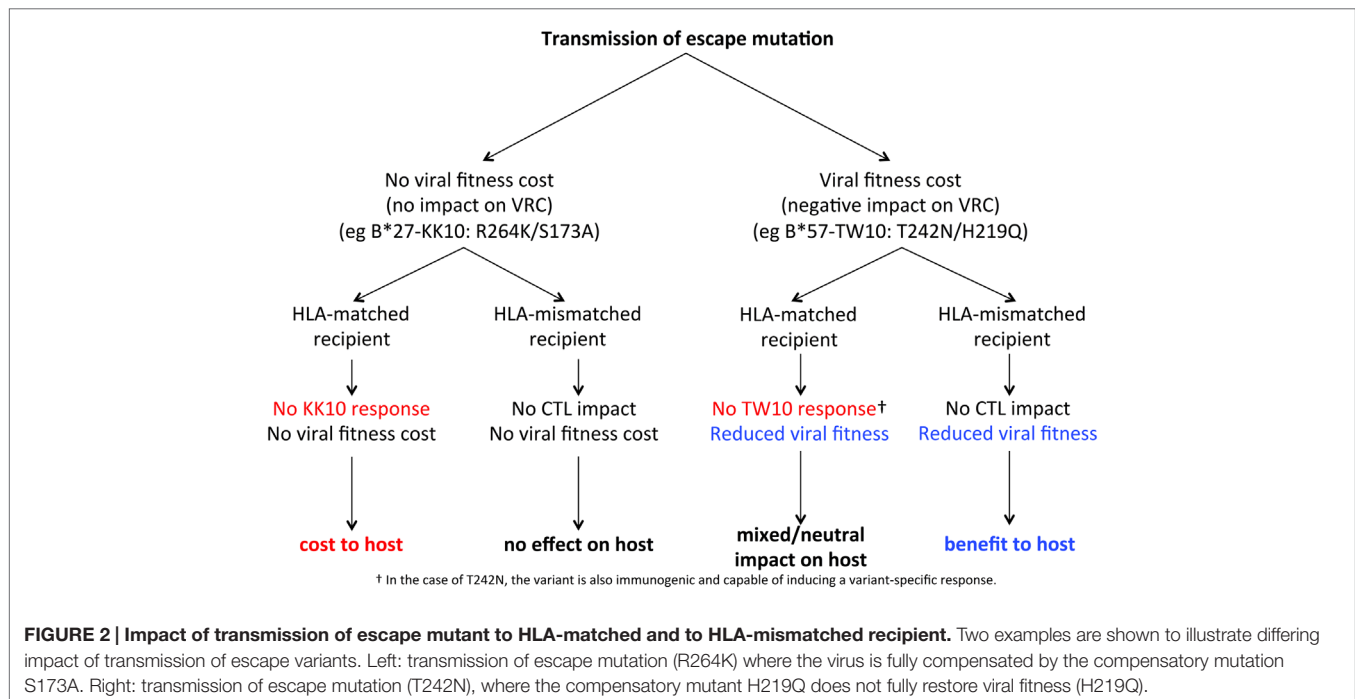 Transmission of escape mutation
No viral fitness cost
(no impact on VRC)
(eg B*27-KK10: R264K/S173A)
Viral fitness cost
(negative impact on VRC)
(eg B*57-TW10: T242N/H219Q)
HLA-matched
recipient
HLA-mismatched
recipient
HLA-matched
recipient
HLA-mismatched
recipient
No KK10 response
No viral fitness cost
No CTL impact
No viral fitness cost
No TW10 response†
Reduced viral fitness
No CTL impact
Reduced viral fitness
cost to host
no effect on host
mixed/neutral
impact on host
benefit to host
† In the case of T242N, the variant is also immunogenic and capable of inducing a variant-specific response.
FIGURE 2 | Impact of transmission of escape mutant to HLA-matched and to HLA-mismatched recipient. Two examples are shown to illustrate differing
impact of transmission of escape variants. Left: transmission of escape mutation (R264K) where the virus is fully compensated by the compensatory mutation
S173A. Right: transmission of escape mutation (T242N), where the compensatory mutant H219Q does not fully restore viral fitness (H219Q).